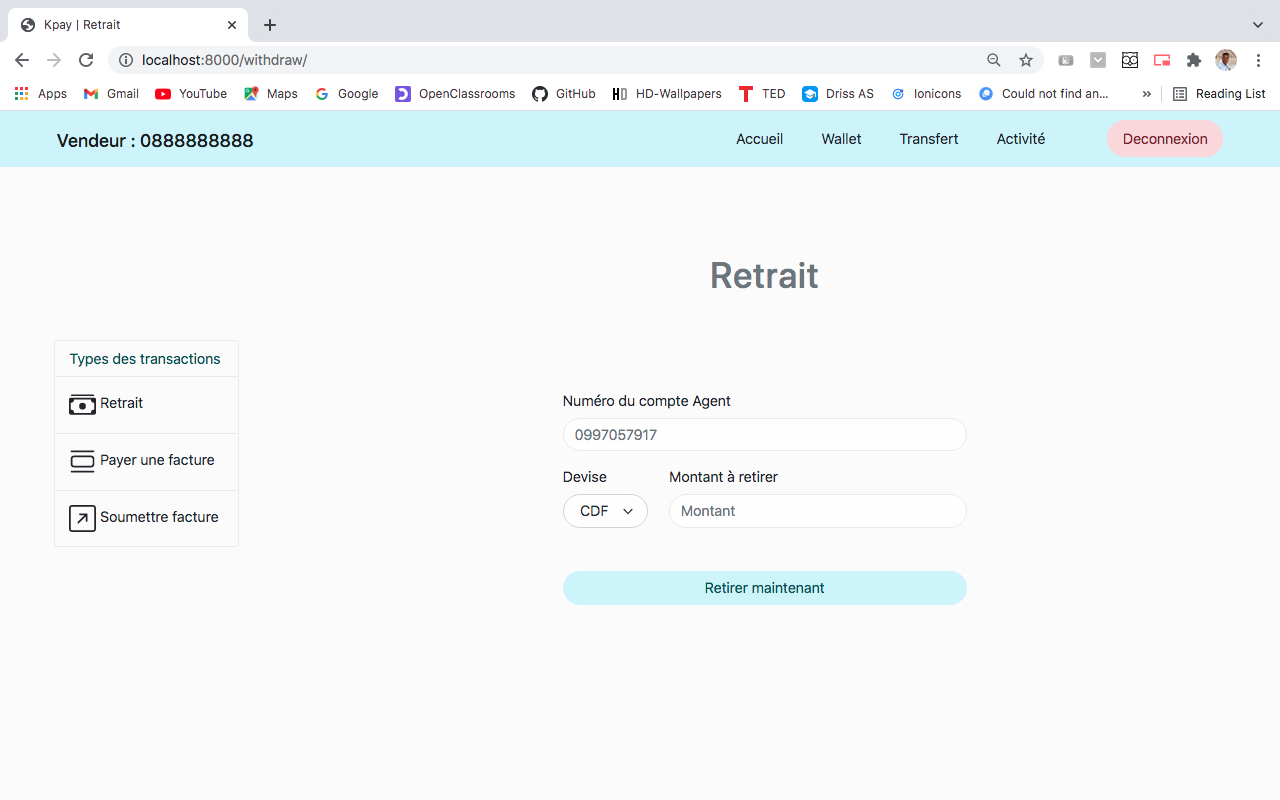 Kpay | Retrait
localhost:8000/withdraw/
Apps Gmail YouTube Maps Google OpenClassrooms GitHub HD-Wallpapers TED Driss AS Ionicons Could not find an... » Reading List
Vendeur : 0888888888 Accueil Wallet Transfert Activité Deconnexion
Retrait
Types des transactions
Retrait
Payer une facture
Soumettre facture
Numéro du compte Agent
0997057917
Devise Montant à retirer
CDF Montant
Retirer maintenant